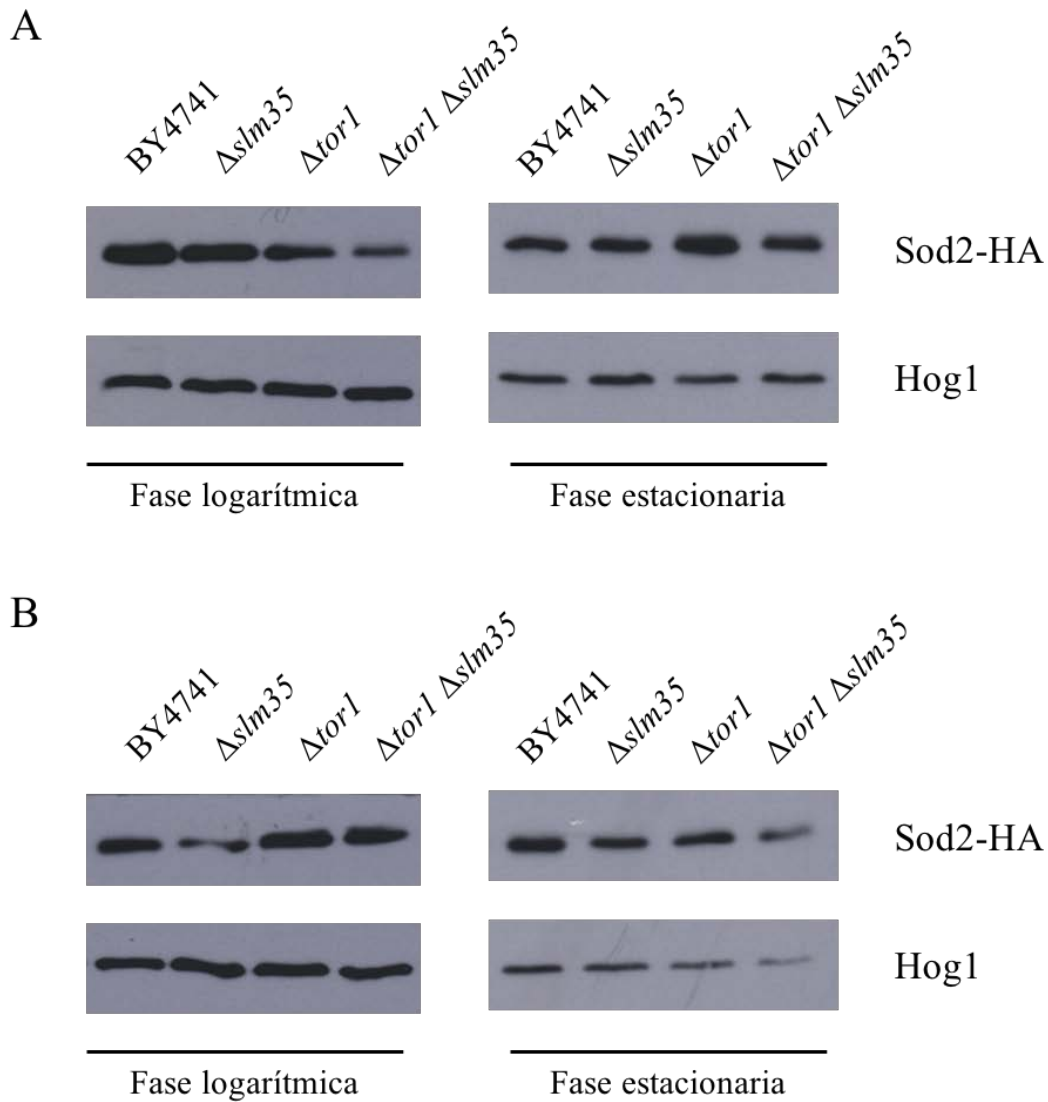 A
BY4741 Δslm35 Δtor1 Δtor1 Δslm35 BY4741 Δslm35 Δtor1 Δtor1 Δslm35
Sod2-HA
Hog1
Fase logarítmica Fase estacionaria
B
BY4741 Δslm35 Δtor1 Δtor1 Δslm35 BY4741 Δslm35 Δtor1 Δtor1 Δslm35
Sod2-HA
Hog1
Fase logarítmica Fase estacionaria